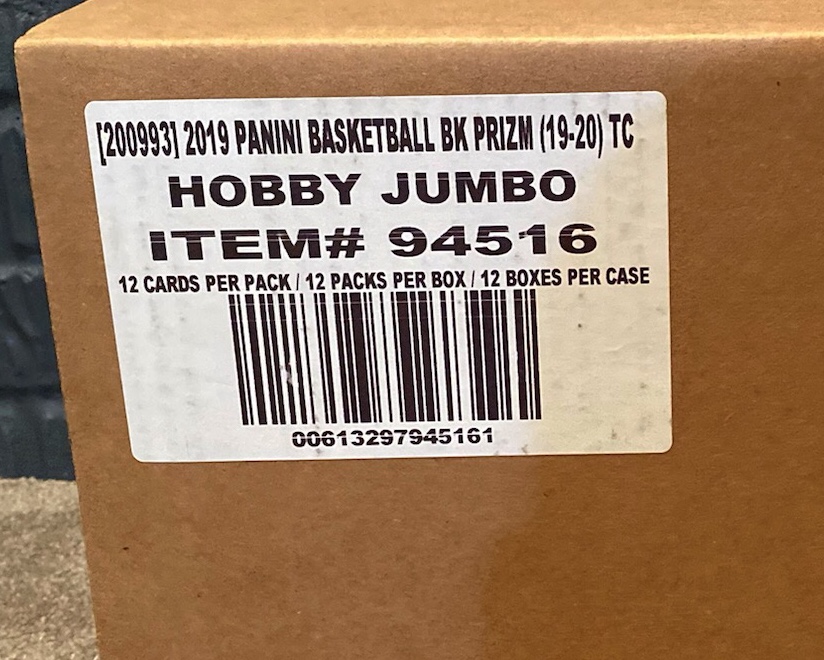 [200993] 2019 PANINI BASKETBALL BK PRIZM (19-20) TC
HOBBY JUMBO
ITEM# 94516
12 CARDS PER PACK / 12 PACKS PER BOX / 12 BOXES PER CASE
00613297945161